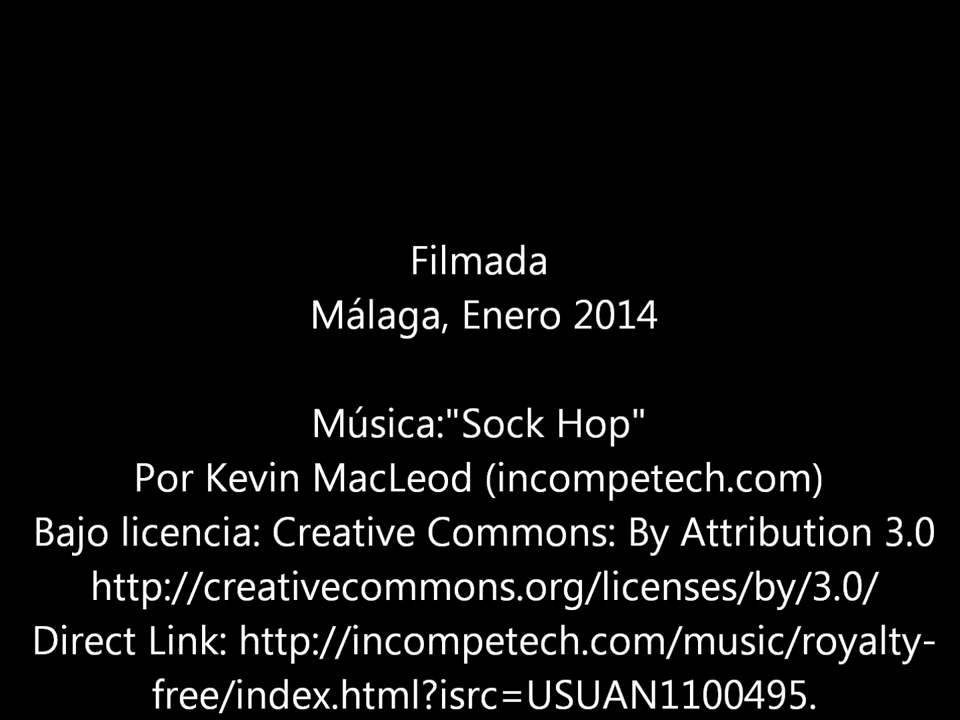 Filmada
Málaga, Enero 2014
Música:"Sock Hop"
Por Kevin MacLeod (incompetech.com)
Bajo licencia: Creative Commons: By Attribution 3.0
http://creativecommons.org/licenses/by/3.0/
Direct Link: http://incompetech.com/music/royalty-
free/index.html?isrc=USUAN1100495.